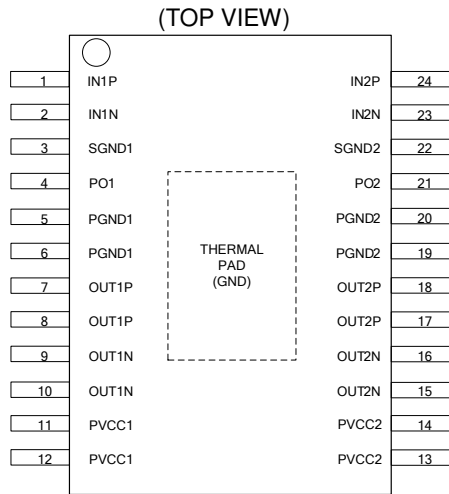 (TOP VIEW)
1 IN1P IN2P 24
2 IN1N IN2N 23
3 SGND1 SGND2 22
4 PO1 PO2 21
5 PGND1 PGND2 20
6 PGND1 PGND2 19
THERMAL
PAD
(GND)
7 OUT1P OUT2P 18
8 OUT1P OUT2P 17
9 OUT1N OUT2N 16
10 OUT1N OUT2N 15
11 PVCC1 PVCC2 14
12 PVCC1 PVCC2 13